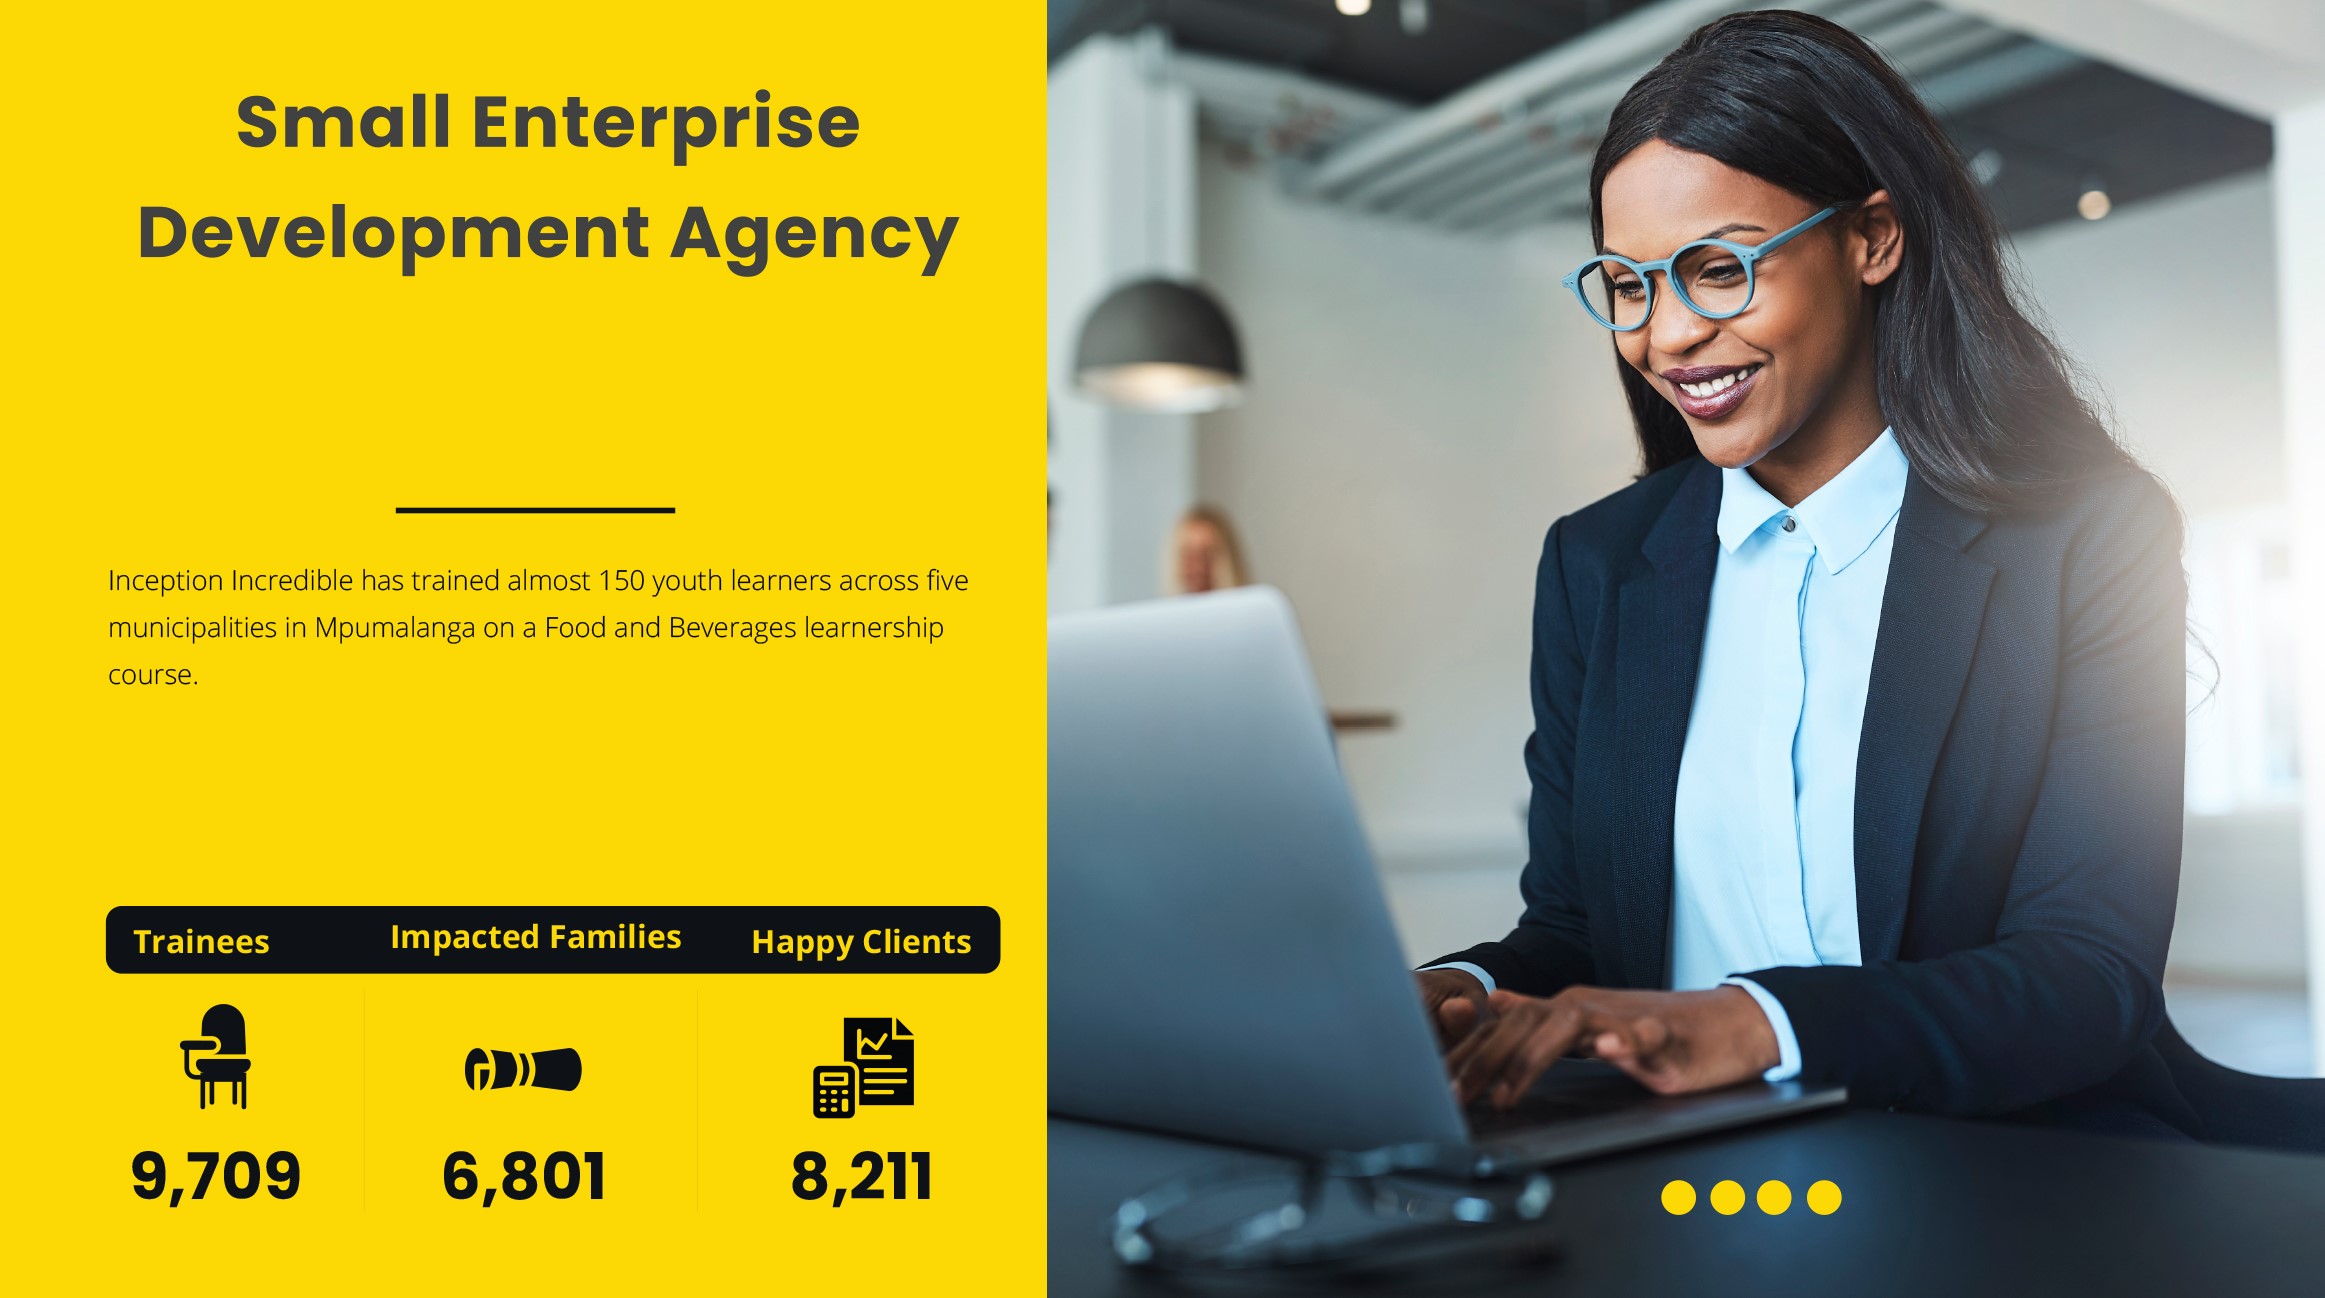 Small Enterprise
Development Agency
Inception Incredible has trained almost 150 youth learners across five
municipalities in Mpumalanga on a Food and Beverages learnership
course.
Trainees Impacted Families Happy Clients
9,709 6,801 8,211